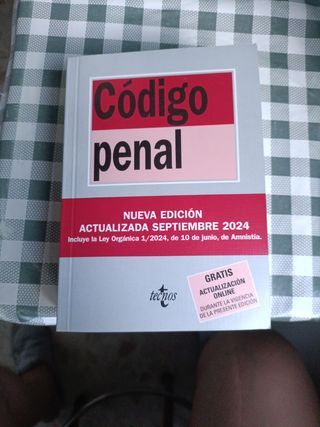 Código
penal
NUEVA EDICIÓN
ACTUALIZADA SEPTIEMBRE 2024
Incluye la Ley Orgánica 1/2024, de 10 de junio, de Amnistía.
GRATIS
ACTUALIZACIÓN
ONLINE
DURANTE LA VIGENCIA
DE LA PRESENTE EDICIÓN
tecnos